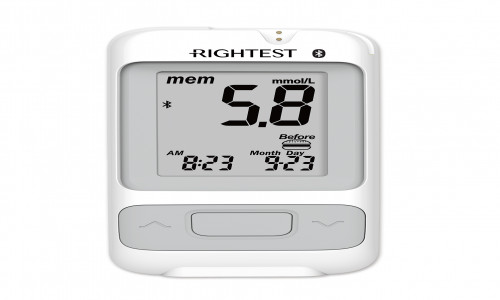 RIGHTEST
mem mmol/L
5.8
Before
AM Month Day
8:23 9-23